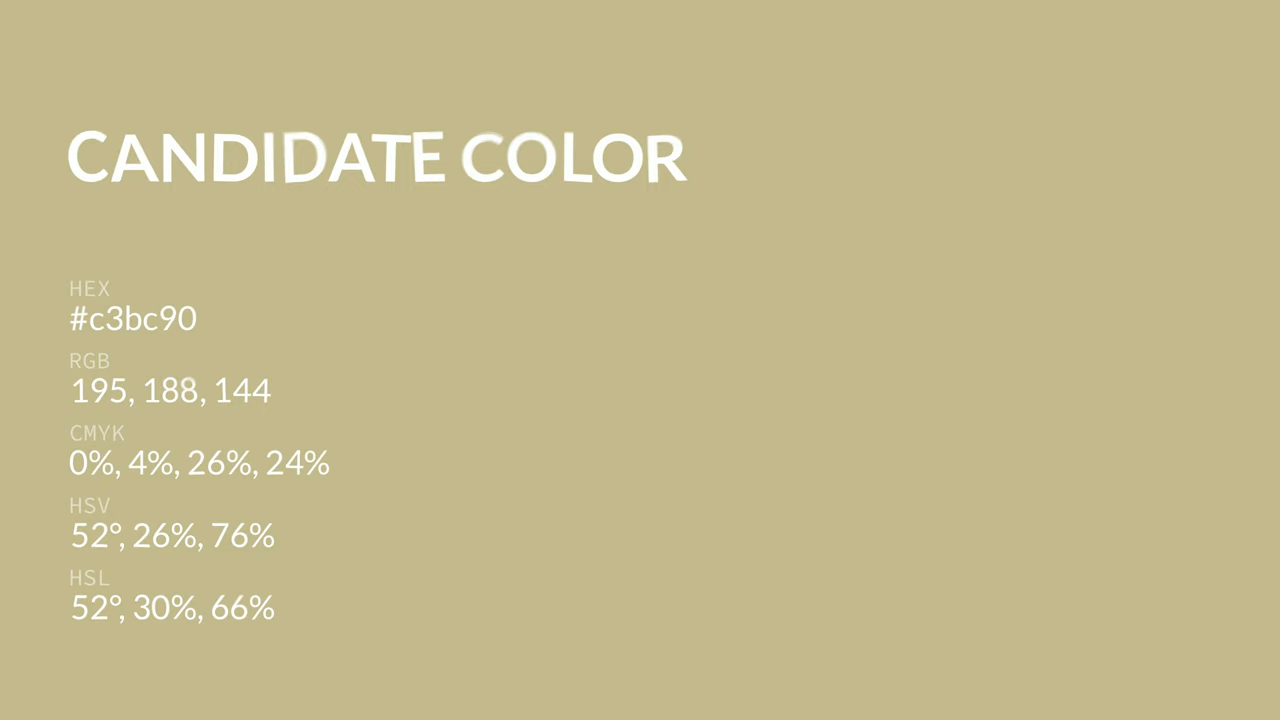 CANDIDATE COLOR
HEX
#c3bc90
RGB
195, 188, 144
CMYK
0%, 4%, 26%, 24%
HSV
52°, 26%, 76%
HSL
52°, 30%, 66%